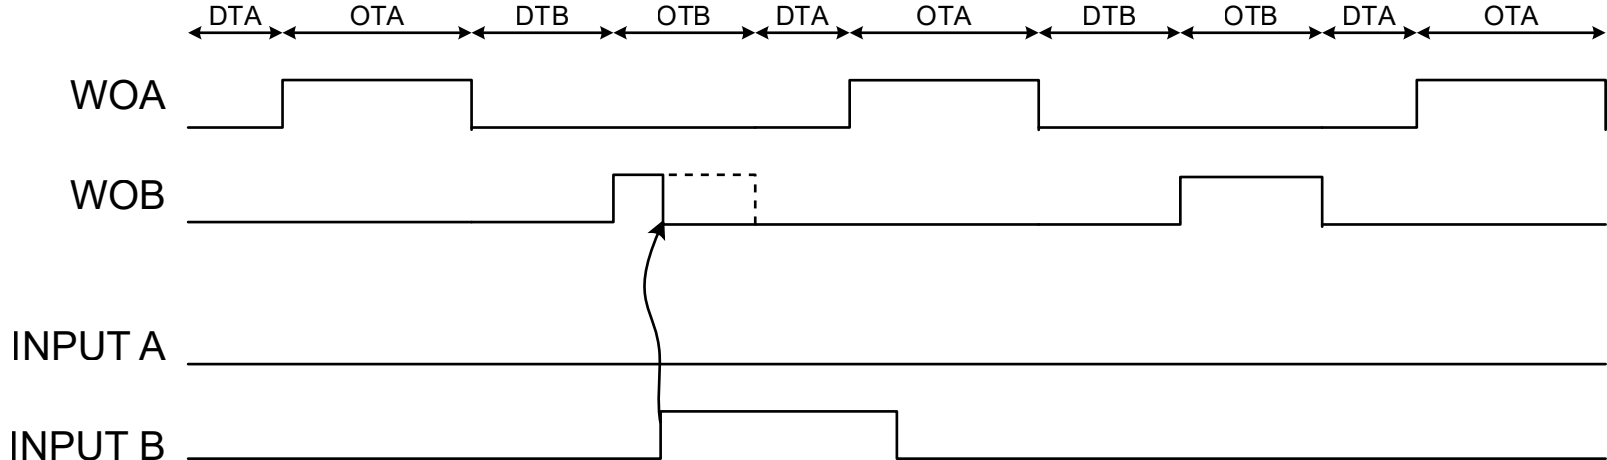 DTA OTA DTB OTB DTA OTA DTB OTB DTA OTA
WOA
WOB
INPUT A
INPUT B